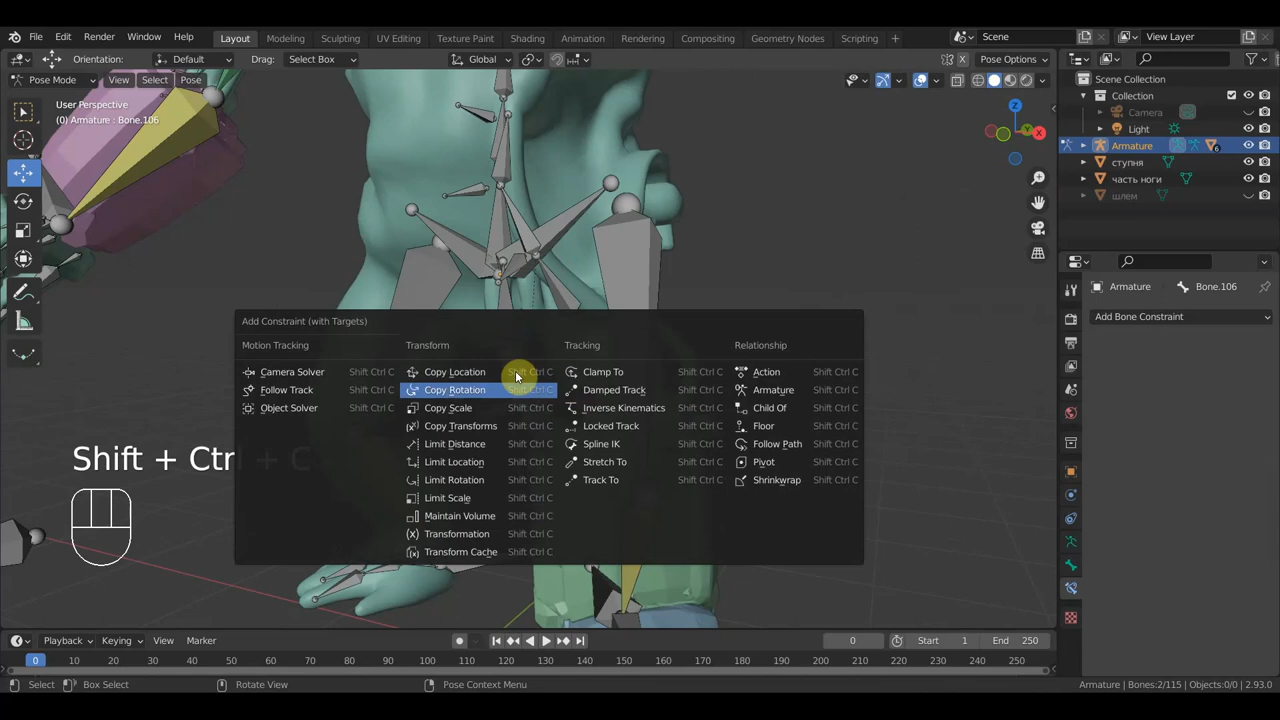 File Edit Render Window Help Layout Modeling Sculpting UV Editing Texture Paint Shading Animation Rendering Compositing Geometry Nodes Scripting + Scene View Layer
Orientation: Default Drag: Select Box Global Pose Options
Pose Mode View Select Pose
User Perspective
(0) Armature : Bone.106
Scene Collection
Collection
Camera
Light
Armature 6
ступня
часть ноги
шлем
Armature Bone.106
Add Bone Constraint
Z
Y
X
Add Constraint (with Targets)
Motion Tracking Transform Tracking Relationship
Camera Solver Shift Ctrl C Copy Location Shift Ctrl C Clamp To Shift Ctrl C Action Shift Ctrl C
Follow Track Shift Ctrl C Copy Rotation Shift Ctrl C Damped Track Shift Ctrl C Armature Shift Ctrl C
Object Solver Shift Ctrl C Copy Scale Shift Ctrl C Inverse Kinematics Shift Ctrl C Child Of Shift Ctrl C
Copy Transforms Shift Ctrl C Locked Track Shift Ctrl C Floor Shift Ctrl C
Limit Distance Shift Ctrl C Spline IK Shift Ctrl C Follow Path Shift Ctrl C
Limit Location Shift Ctrl C Stretch To Shift Ctrl C Pivot Shift Ctrl C
Limit Rotation Shift Ctrl C Track To Shift Ctrl C Shrinkwrap Shift Ctrl C
Limit Scale Shift Ctrl C
Maintain Volume Shift Ctrl C
Transformation Shift Ctrl C
Transform Cache Shift Ctrl C
Shift + Ctrl + C
Playback Keying View Marker 0 Start 1 End 250
0 10 20 30 40 50 60 70 80 90 100 110 120 130 140 150 160 170 180 190 200 210 220 230 240 250
Select Box Select Rotate View Pose Context Menu Armature | Bones:2/115 | Objects:0/0 | 2.93.0